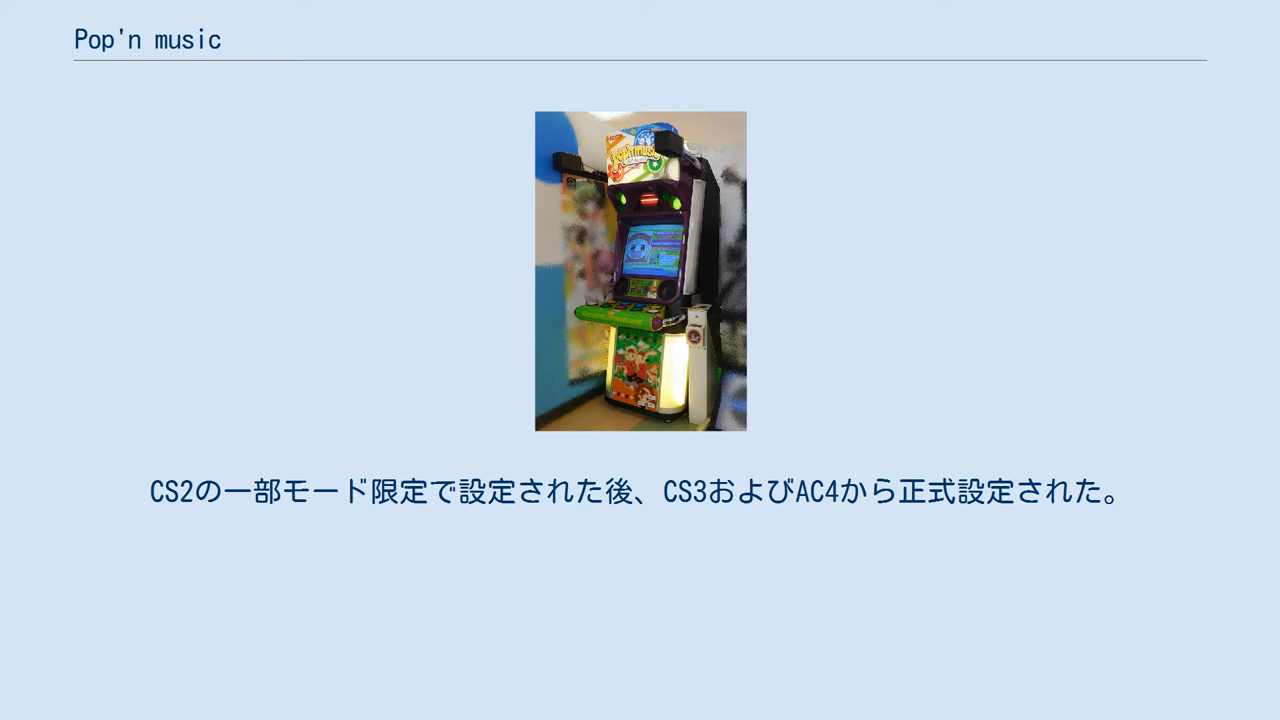 Pop'n music
pop'n music
CS2の一部モード限定で設定された後、CS3およびAC4から正式設定された。